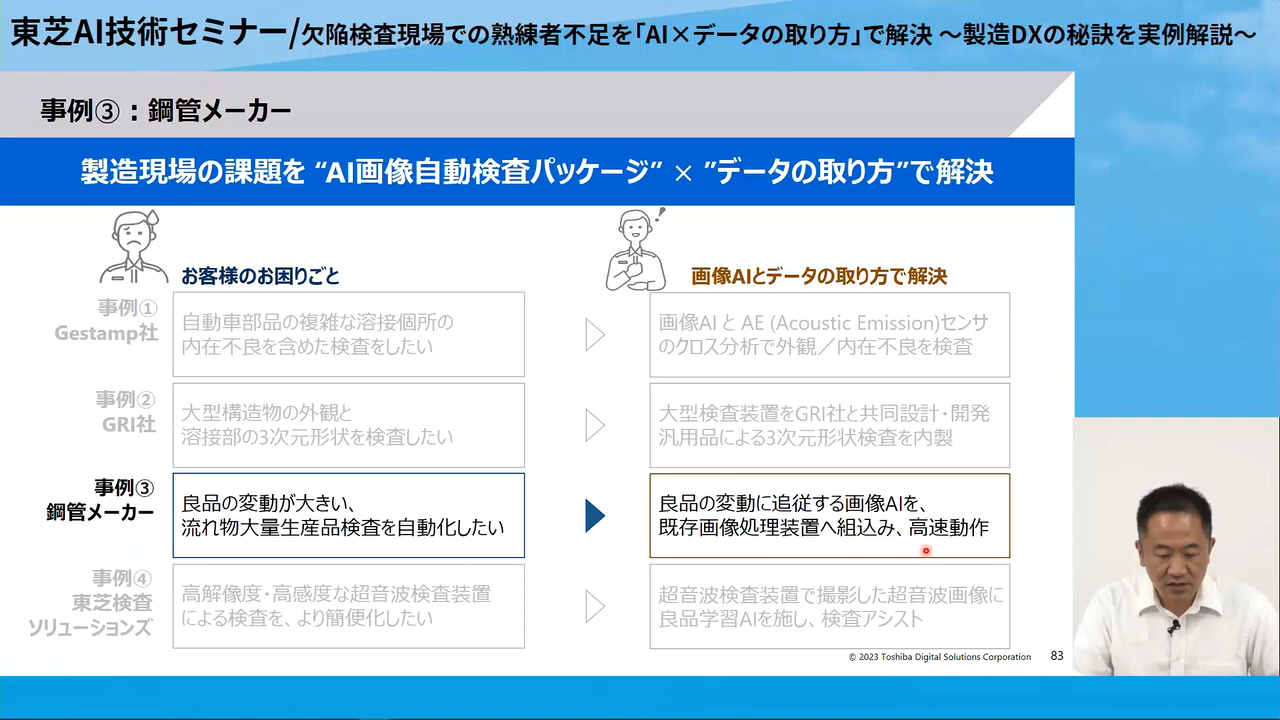 東芝AI技術セミナー/欠陥検査現場での熟練者不足を「AI×データの取り方」で解決 ～製造DXの秘訣を実例解説～
事例③：鋼管メーカー
製造現場の課題を “AI画像自動検査パッケージ” × ”データの取り方”で解決
お客様のお困りごと
画像AIとデータの取り方で解決
事例①
Gestamp社
自動車部品の複雑な溶接個所の
内在不良を含めた検査をしたい
画像AI と AE (Acoustic Emission)センサ
のクロス分析で外観／内在不良を検査
事例②
GRI社
大型構造物の外観と
溶接部の3次元形状を検査したい
大型検査装置をGRI社と共同設計・開発
汎用品による3次元形状検査を内製
事例③
鋼管メーカー
良品の変動が大きい、
流れ物大量生産品検査を自動化したい
良品の変動に追従する画像AIを、
既存画像処理装置へ組込み、高速動作
事例④
東芝検査
ソリューションズ
高解像度・高感度な超音波検査装置
による検査を、より簡便化したい
超音波検査装置で撮影した超音波画像に
良品学習AIを施し、検査アシスト
© 2023 Toshiba Digital Solutions Corporation
83